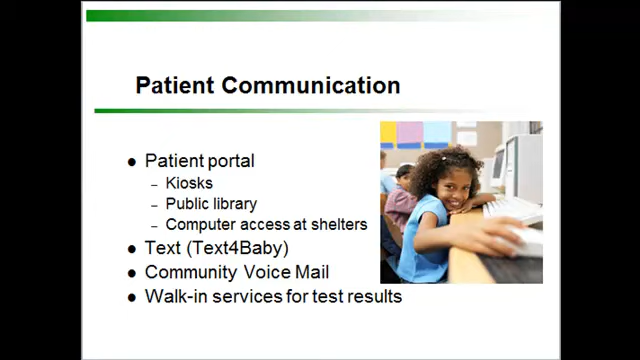 Patient Communication
● Patient portal
– Kiosks
– Public library
– Computer access at shelters
● Text (Text4Baby)
● Community Voice Mail
● Walk-in services for test results